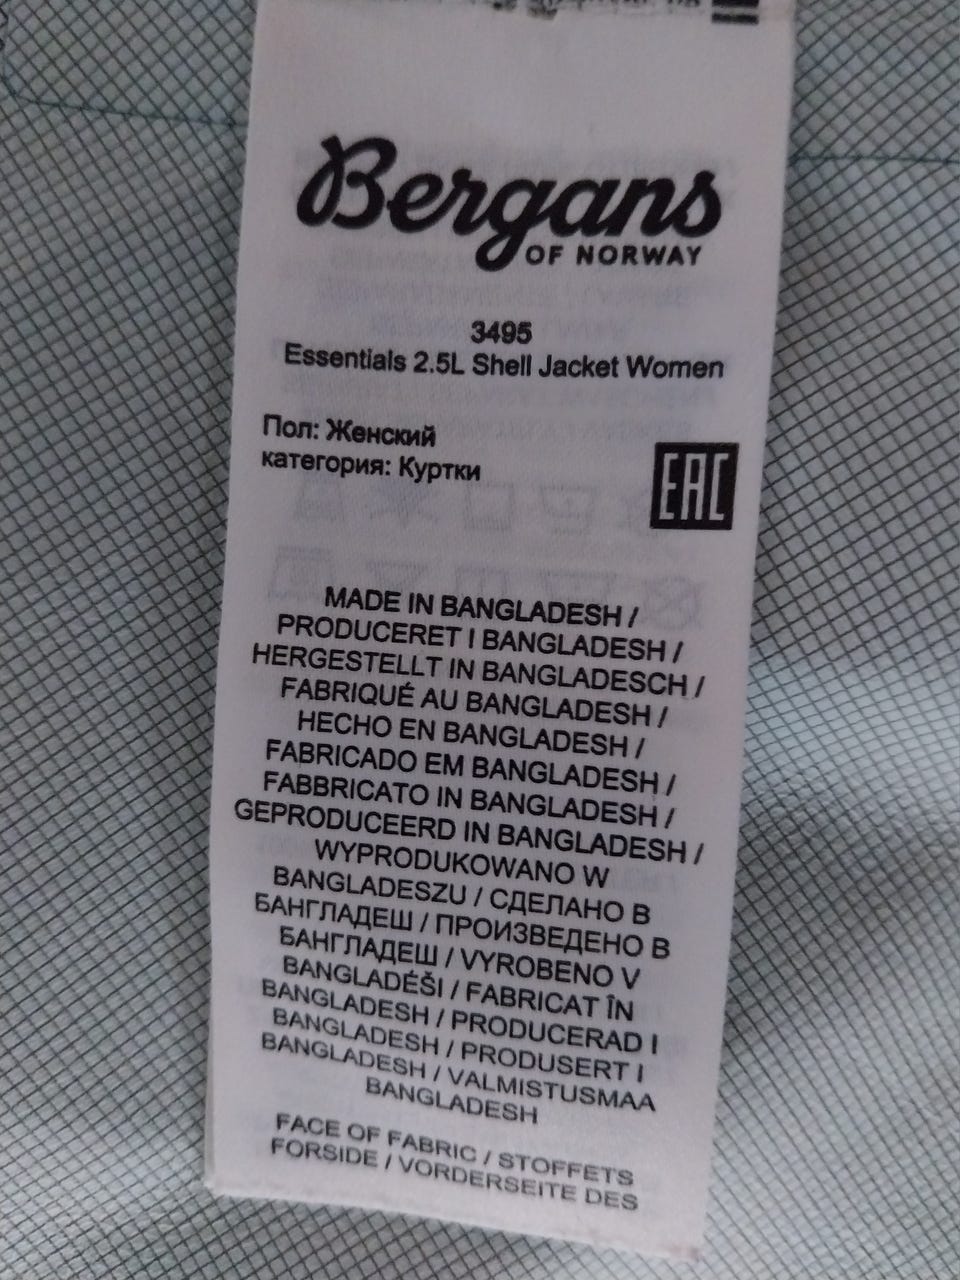 Bergans
OF NORWAY
3495
Essentials 2.5L Shell Jacket Women
Пол: Женский
категория: Куртки
EAC
MADE IN BANGLADESH /
PRODUCERET I BANGLADESH /
HERGESTELLT IN BANGLADESCH /
FABRIQUÉ AU BANGLADESH /
HECHO EN BANGLADESH /
FABRICADO EM BANGLADESH /
FABBRICATO IN BANGLADESH /
GEPRODUCEERD IN BANGLADESH /
WYPRODUKOWANO W
BANGLADESZU / СДЕЛАНО В
БАНГЛАДЕШ / ПРОИЗВЕДЕНО В
БАНГЛАДЕШ / VYROBENO V
BANGLADÉŠI / FABRICAT ÎN
BANGLADESH / PRODUCERAD I
BANGLADESH / PRODUSERT I
BANGLADESH / VALMISTUSMAA
BANGLADESH
FACE OF FABRIC / STOFFETS
FORSIDE / VORDERSEITE DES